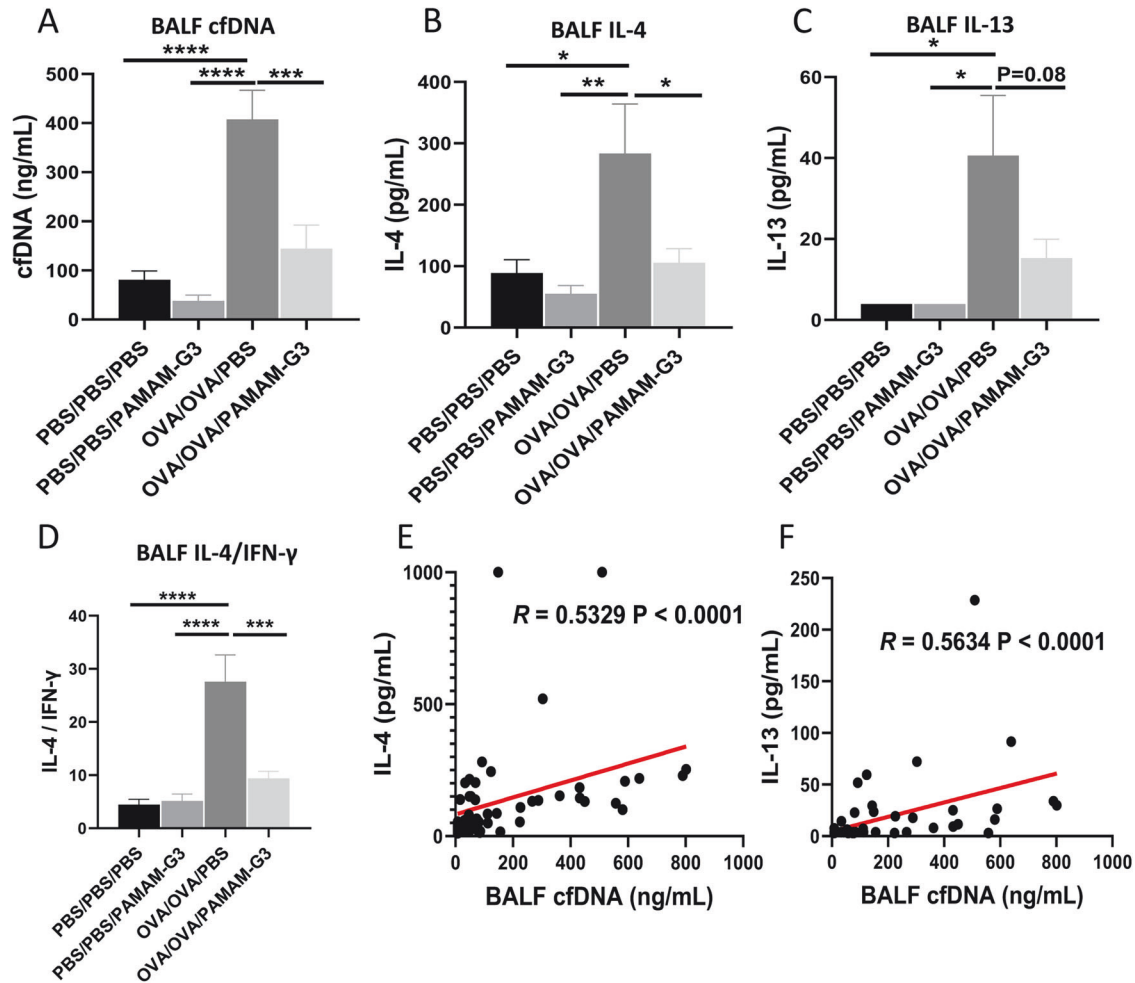 A
BALF cfDNA
****
**** ***
cfDNA (ng/mL)
500
400
300
200
100
0
PBS/PBS/PBS
PBS/PBS/PAMAM-G3
OVA/OVA/PBS
OVA/OVA/PAMAM-G3
B
BALF IL-4
*
** *
IL-4 (pg/mL)
400
300
200
100
0
PBS/PBS/PBS
PBS/PBS/PAMAM-G3
OVA/OVA/PBS
OVA/OVA/PAMAM-G3
C
BALF IL-13
*
* P=0.08
IL-13 (pg/mL)
60
40
20
0
PBS/PBS/PBS
PBS/PBS/PAMAM-G3
OVA/OVA/PBS
OVA/OVA/PAMAM-G3
D
BALF IL-4/IFN-γ
****
**** ***
IL-4 / IFN-γ
40
30
20
10
0
PBS/PBS/PBS
PBS/PBS/PAMAM-G3
OVA/OVA/PBS
OVA/OVA/PAMAM-G3
E
R = 0.5329 P < 0.0001
IL-4 (pg/mL)
1000
500
0
0 200 400 600 800 1000
BALF cfDNA (ng/mL)
F
R = 0.5634 P < 0.0001
IL-13 (pg/mL)
250
200
150
100
50
0
0 200 400 600 800 1000
BALF cfDNA (ng/mL)